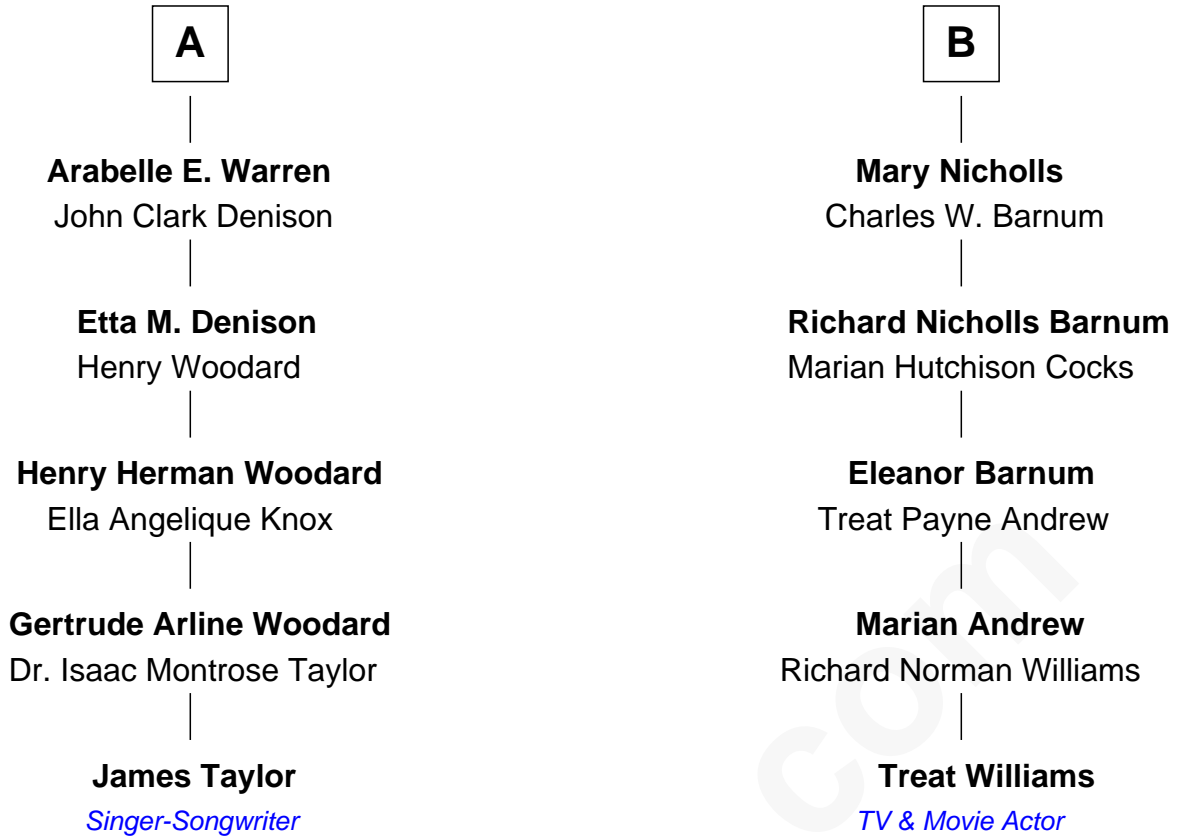 A
Arabelle E. Warren
John Clark Denison
Etta M. Denison
Henry Woodard
Henry Herman Woodard
Ella Angelique Knox
Gertrude Arline Woodard
Dr. Isaac Montrose Taylor
James Taylor
Singer-Songwriter
B
Mary Nicholls
Charles W. Barnum
Richard Nicholls Barnum
Marian Hutchison Cocks
Eleanor Barnum
Treat Payne Andrew
Marian Andrew
Richard Norman Williams
Treat Williams
TV & Movie Actor
com